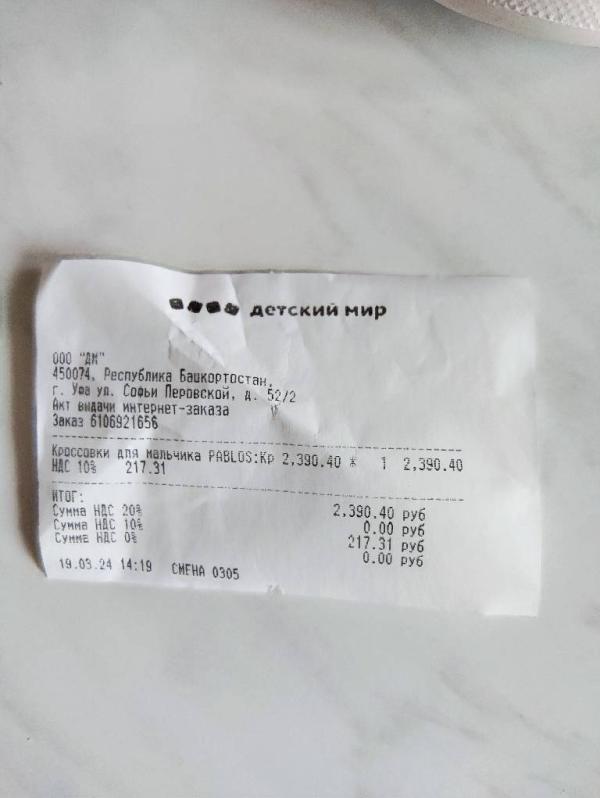 детский мир
ООО "ДМ"
450074, Республика Башкортостан,
г. Уфа ул. Софьи Перовской, д. 52/2
Акт выдачи интернет-заказа
Заказ 6106921656
Кроссовки для мальчика PABLOS:Кр 2,390.40 * 1 2,390.40
НДС 10% 217.31
ИТОГ: 2,390.40 руб
Сумма НДС 20% 0.00 руб
Сумма НДС 10% 217.31 руб
Сумме НДС 0% 0.00 руб
19.03.24 14:19 СМЕНА 0305